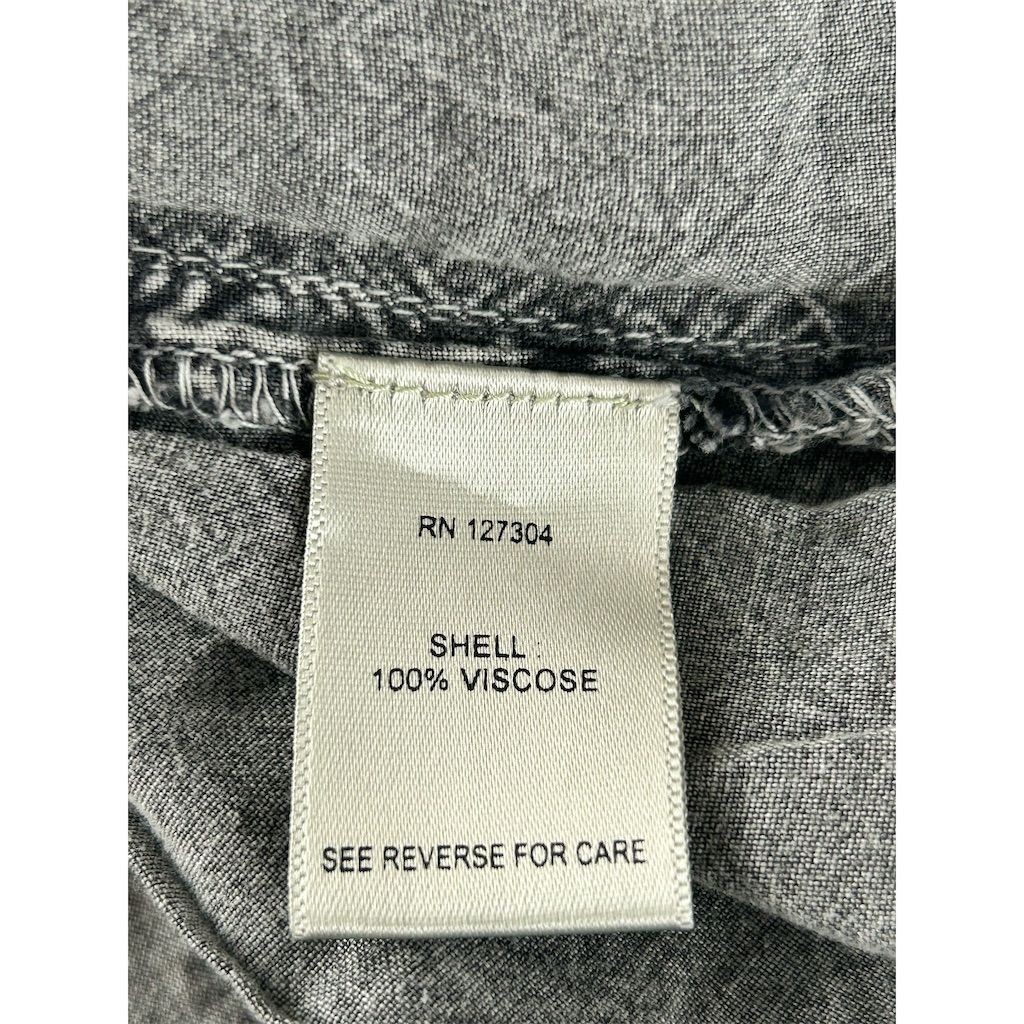 RN 127304
SHELL :
100% VISCOSE
SEE REVERSE FOR CARE